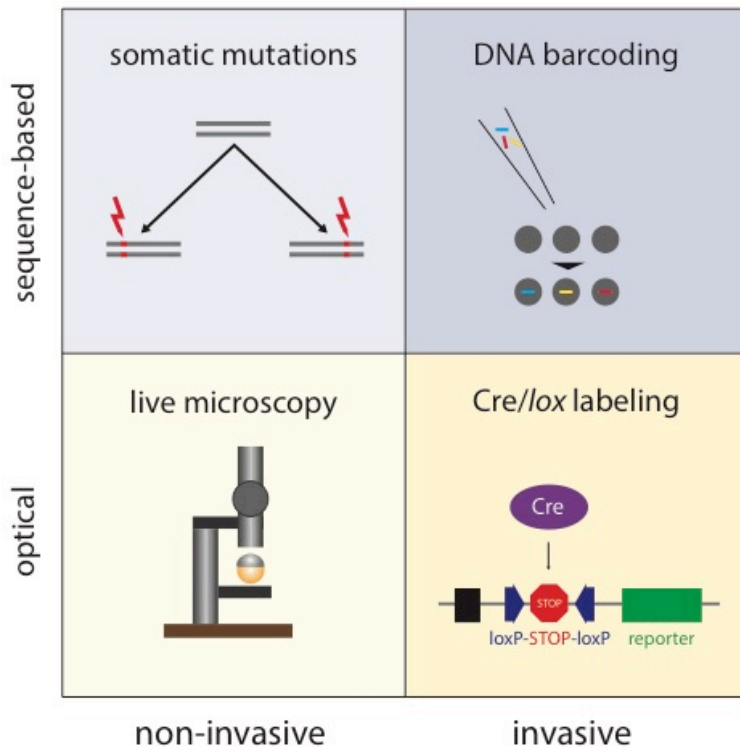 sequence-based
somatic mutations
DNA barcoding
optical
live microscopy
Cre/lox labeling
Cre
STOP
loxP-STOP-loxP
reporter
non-invasive
invasive